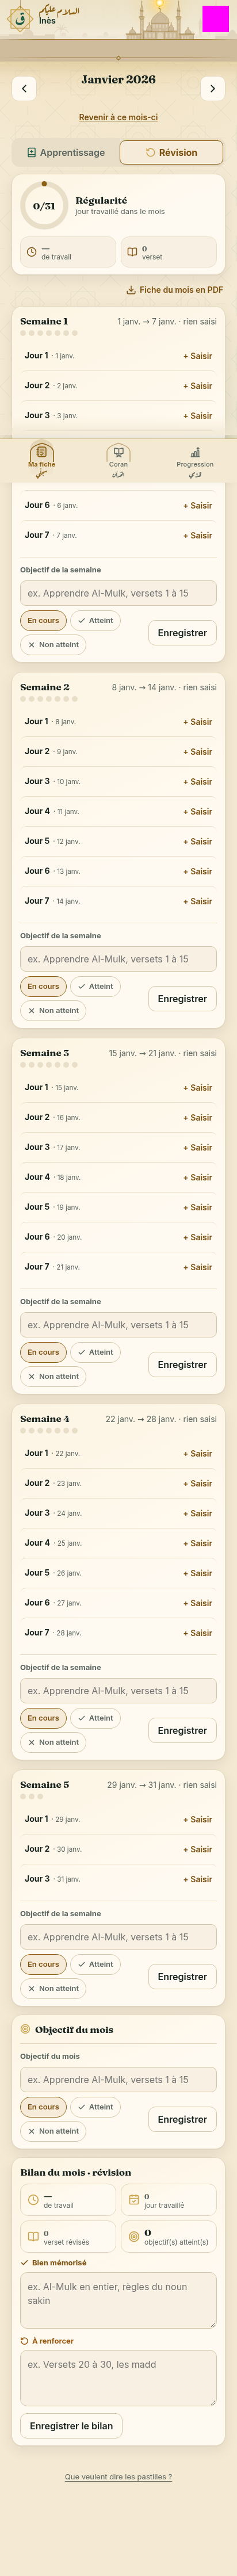 السلام عليكم
Inès
Janvier 2026
Revenir à ce mois-ci
Apprentissage
Révision
0/31
Régularité
jour travaillé dans le mois
—
de travail
0
verset
Fiche du mois en PDF
Semaine 1
1 janv. → 7 janv. · rien saisi
Jour 1 · 1 janv.
+ Saisir
Jour 2 · 2 janv.
+ Saisir
Jour 3 · 3 janv.
+ Saisir
Ma fiche
Coran
القرآن
Progression
Jour 6 · 6 janv.
+ Saisir
Jour 7 · 7 janv.
+ Saisir
Objectif de la semaine
ex. Apprendre Al-Mulk, versets 1 à 15
En cours
Atteint
Non atteint
Enregistrer
Semaine 2
8 janv. → 14 janv. · rien saisi
Jour 1 · 8 janv.
+ Saisir
Jour 2 · 9 janv.
+ Saisir
Jour 3 · 10 janv.
+ Saisir
Jour 4 · 11 janv.
+ Saisir
Jour 5 · 12 janv.
+ Saisir
Jour 6 · 13 janv.
+ Saisir
Jour 7 · 14 janv.
+ Saisir
Objectif de la semaine
ex. Apprendre Al-Mulk, versets 1 à 15
En cours
Atteint
Non atteint
Enregistrer
Semaine 3
15 janv. → 21 janv. · rien saisi
Jour 1 · 15 janv.
+ Saisir
Jour 2 · 16 janv.
+ Saisir
Jour 3 · 17 janv.
+ Saisir
Jour 4 · 18 janv.
+ Saisir
Jour 5 · 19 janv.
+ Saisir
Jour 6 · 20 janv.
+ Saisir
Jour 7 · 21 janv.
+ Saisir
Objectif de la semaine
ex. Apprendre Al-Mulk, versets 1 à 15
En cours
Atteint
Non atteint
Enregistrer
Semaine 4
22 janv. → 28 janv. · rien saisi
Jour 1 · 22 janv.
+ Saisir
Jour 2 · 23 janv.
+ Saisir
Jour 3 · 24 janv.
+ Saisir
Jour 4 · 25 janv.
+ Saisir
Jour 5 · 26 janv.
+ Saisir
Jour 6 · 27 janv.
+ Saisir
Jour 7 · 28 janv.
+ Saisir
Objectif de la semaine
ex. Apprendre Al-Mulk, versets 1 à 15
En cours
Atteint
Non atteint
Enregistrer
Semaine 5
29 janv. → 31 janv. · rien saisi
Jour 1 · 29 janv.
+ Saisir
Jour 2 · 30 janv.
+ Saisir
Jour 3 · 31 janv.
+ Saisir
Objectif de la semaine
ex. Apprendre Al-Mulk, versets 1 à 15
En cours
Atteint
Non atteint
Enregistrer
Objectif du mois
Objectif du mois
ex. Apprendre Al-Mulk, versets 1 à 15
En cours
Atteint
Non atteint
Enregistrer
Bilan du mois · révision
—
de travail
0
jour travaillé
0
verset révisés
0
objectif(s) atteint(s)
Bien mémorisé
ex. Al-Mulk en entier, règles du noun sakin
À renforcer
ex. Versets 20 à 30, les madd
Enregistrer le bilan
Que veulent dire les pastilles ?